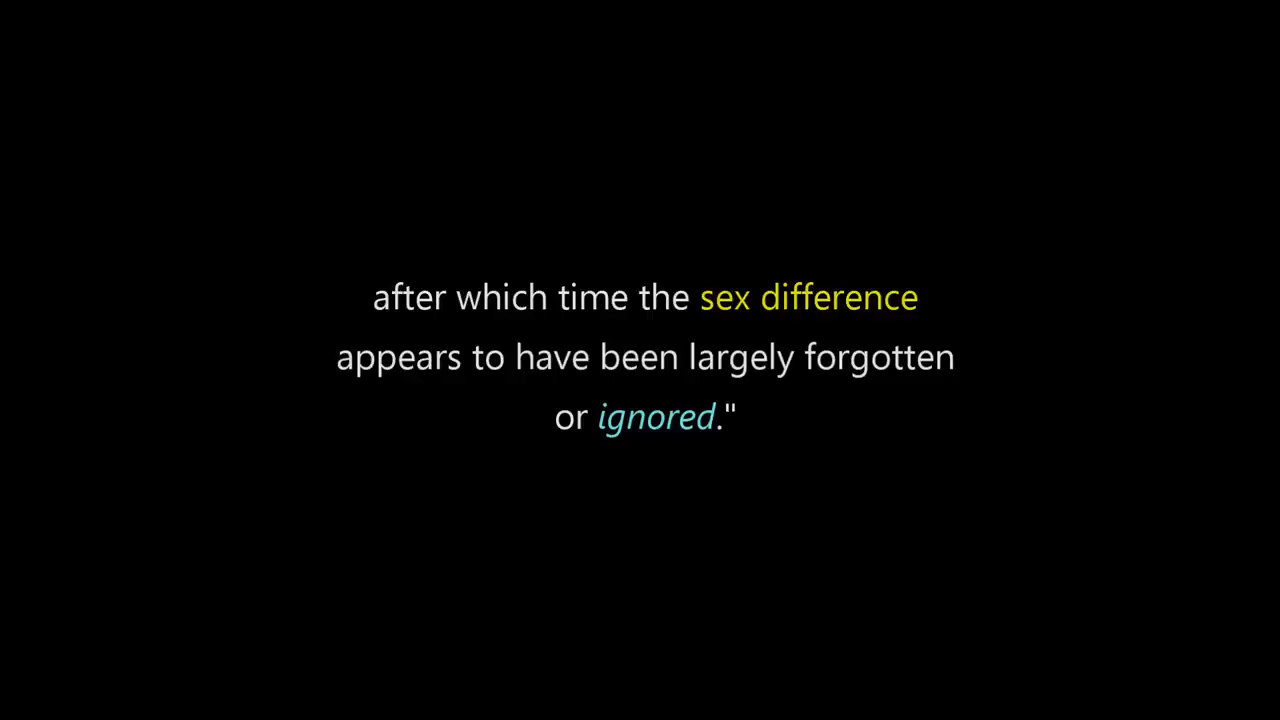 after which time the sex difference
appears to have been largely forgotten
or ignored."